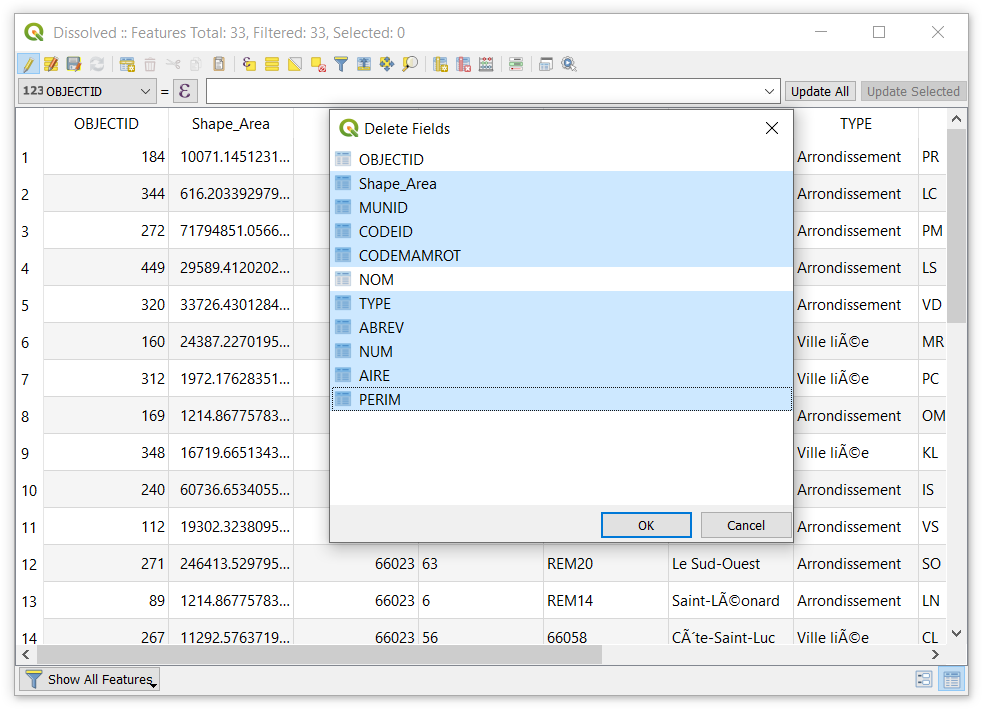 Dissolved :: Features Total: 33, Filtered: 33, Selected: 0
123 OBJECTID = ε Update All Update Selected
OBJECTID Shape_Area TYPE
Delete Fields
OBJECTID
Shape_Area
MUNID
CODEID
CODEMAMROT
NOM
TYPE
ABREV
NUM
AIRE
PERIM
OK Cancel
1 184 10071.1451231... Arrondissement PR
2 344 616.203392979... Arrondissement LC
3 272 71794851.0566... Arrondissement PM
4 449 29589.4120202... Arrondissement LS
5 320 33726.4301284... Arrondissement VD
6 160 24387.2270195... Ville liÃ©e MR
7 312 1972.17628351... Ville liÃ©e PC
8 169 1214.86775783... Arrondissement OM
9 348 16719.6651343... Ville liÃ©e KL
10 240 60736.6534055... Arrondissement IS
11 112 19302.3238095... Arrondissement VS
12 271 246413.529795... 66023 63 REM20 Le Sud-Ouest Arrondissement SO
13 89 1214.86775783... 66023 6 REM14 Saint-LÃ©onard Arrondissement LN
14 267 11292.5763719... 66023 56 66058 CÃ´te-Saint-Luc Ville liÃ©e CL
Show All Features